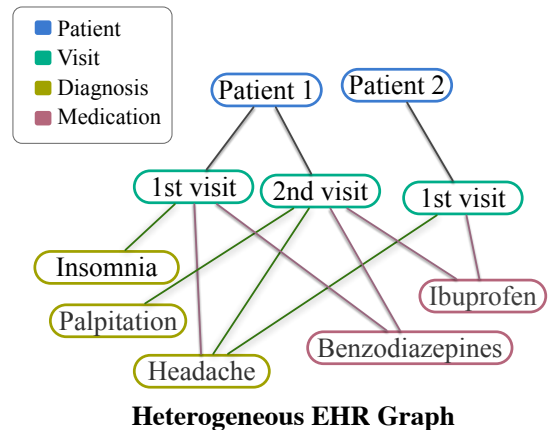 Patient
Visit
Diagnosis
Medication
Patient 1
Patient 2
1st visit
2nd visit
1st visit
Insomnia
Palpitation
Headache
Benzodiazepines
Ibuprofen
Heterogeneous EHR Graph